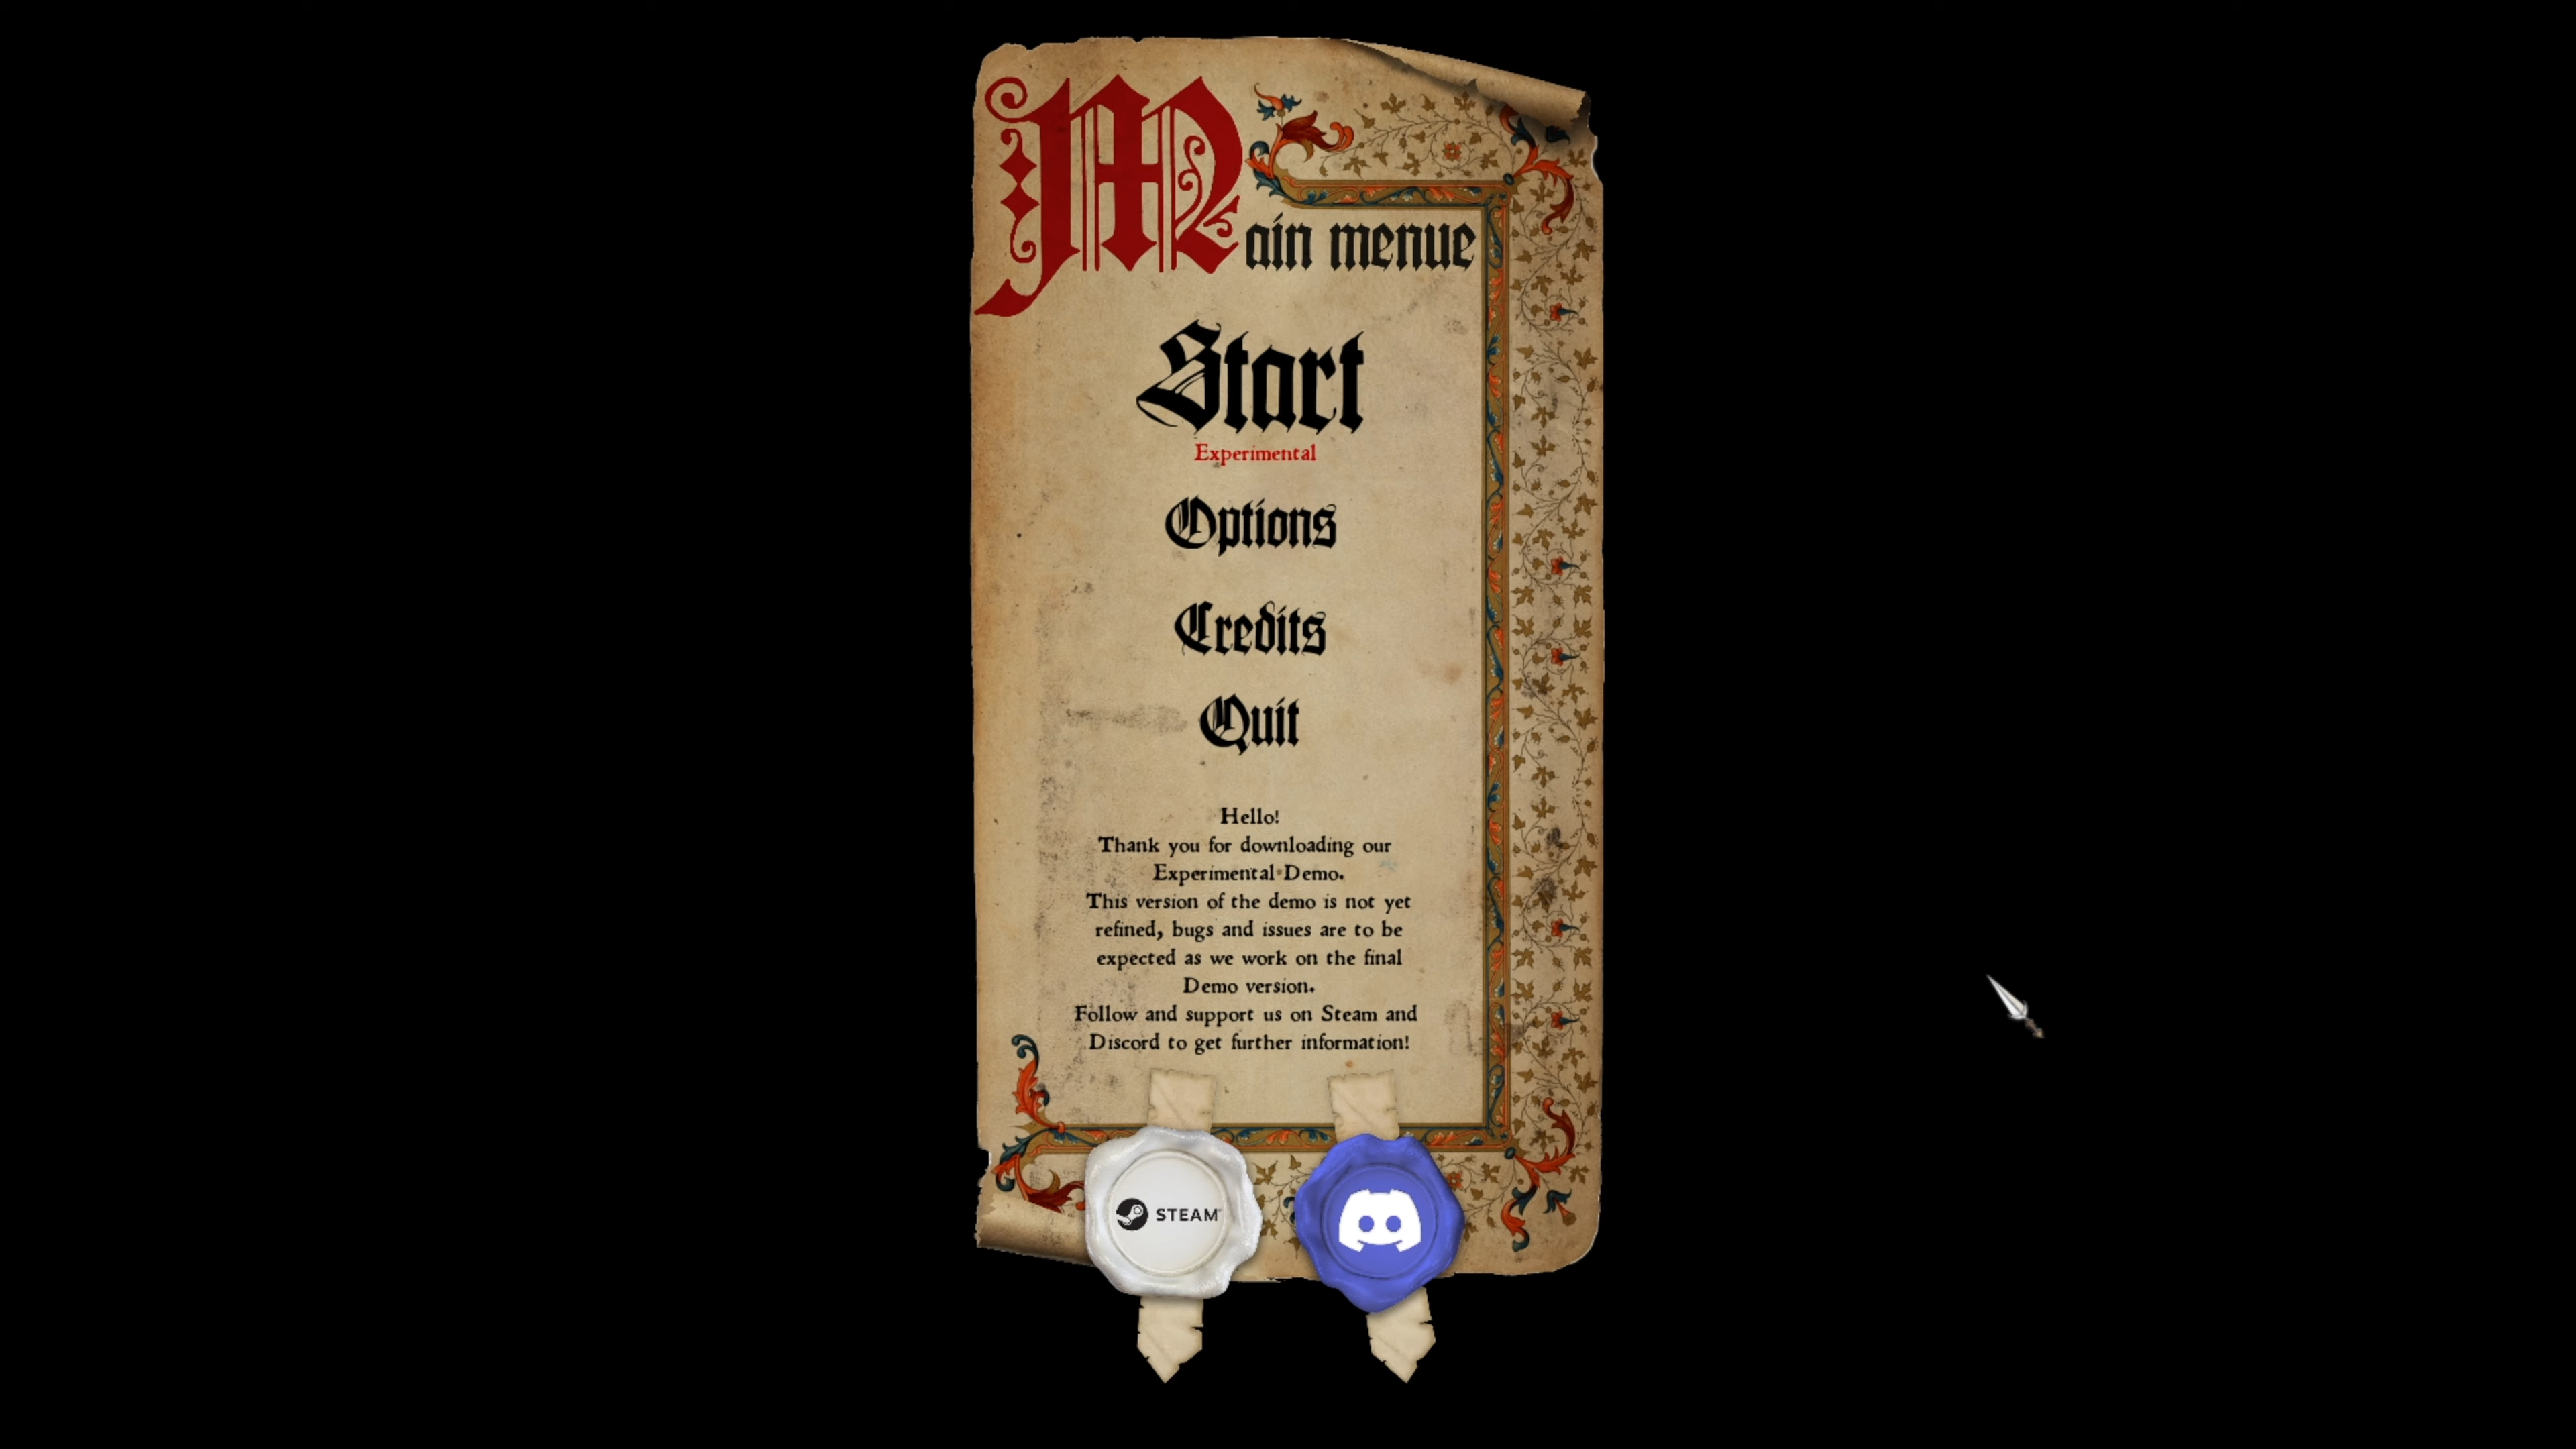 Main menue
Start
Experimental
Options
Credits
Quit
Hello!
Thank you for downloading our
Experimental Demo.
This version of the demo is not yet
refined, bugs and issues are to be
expected as we work on the final
Demo version.
Follow and support us on Steam and
Discord to get further information!
STEAM